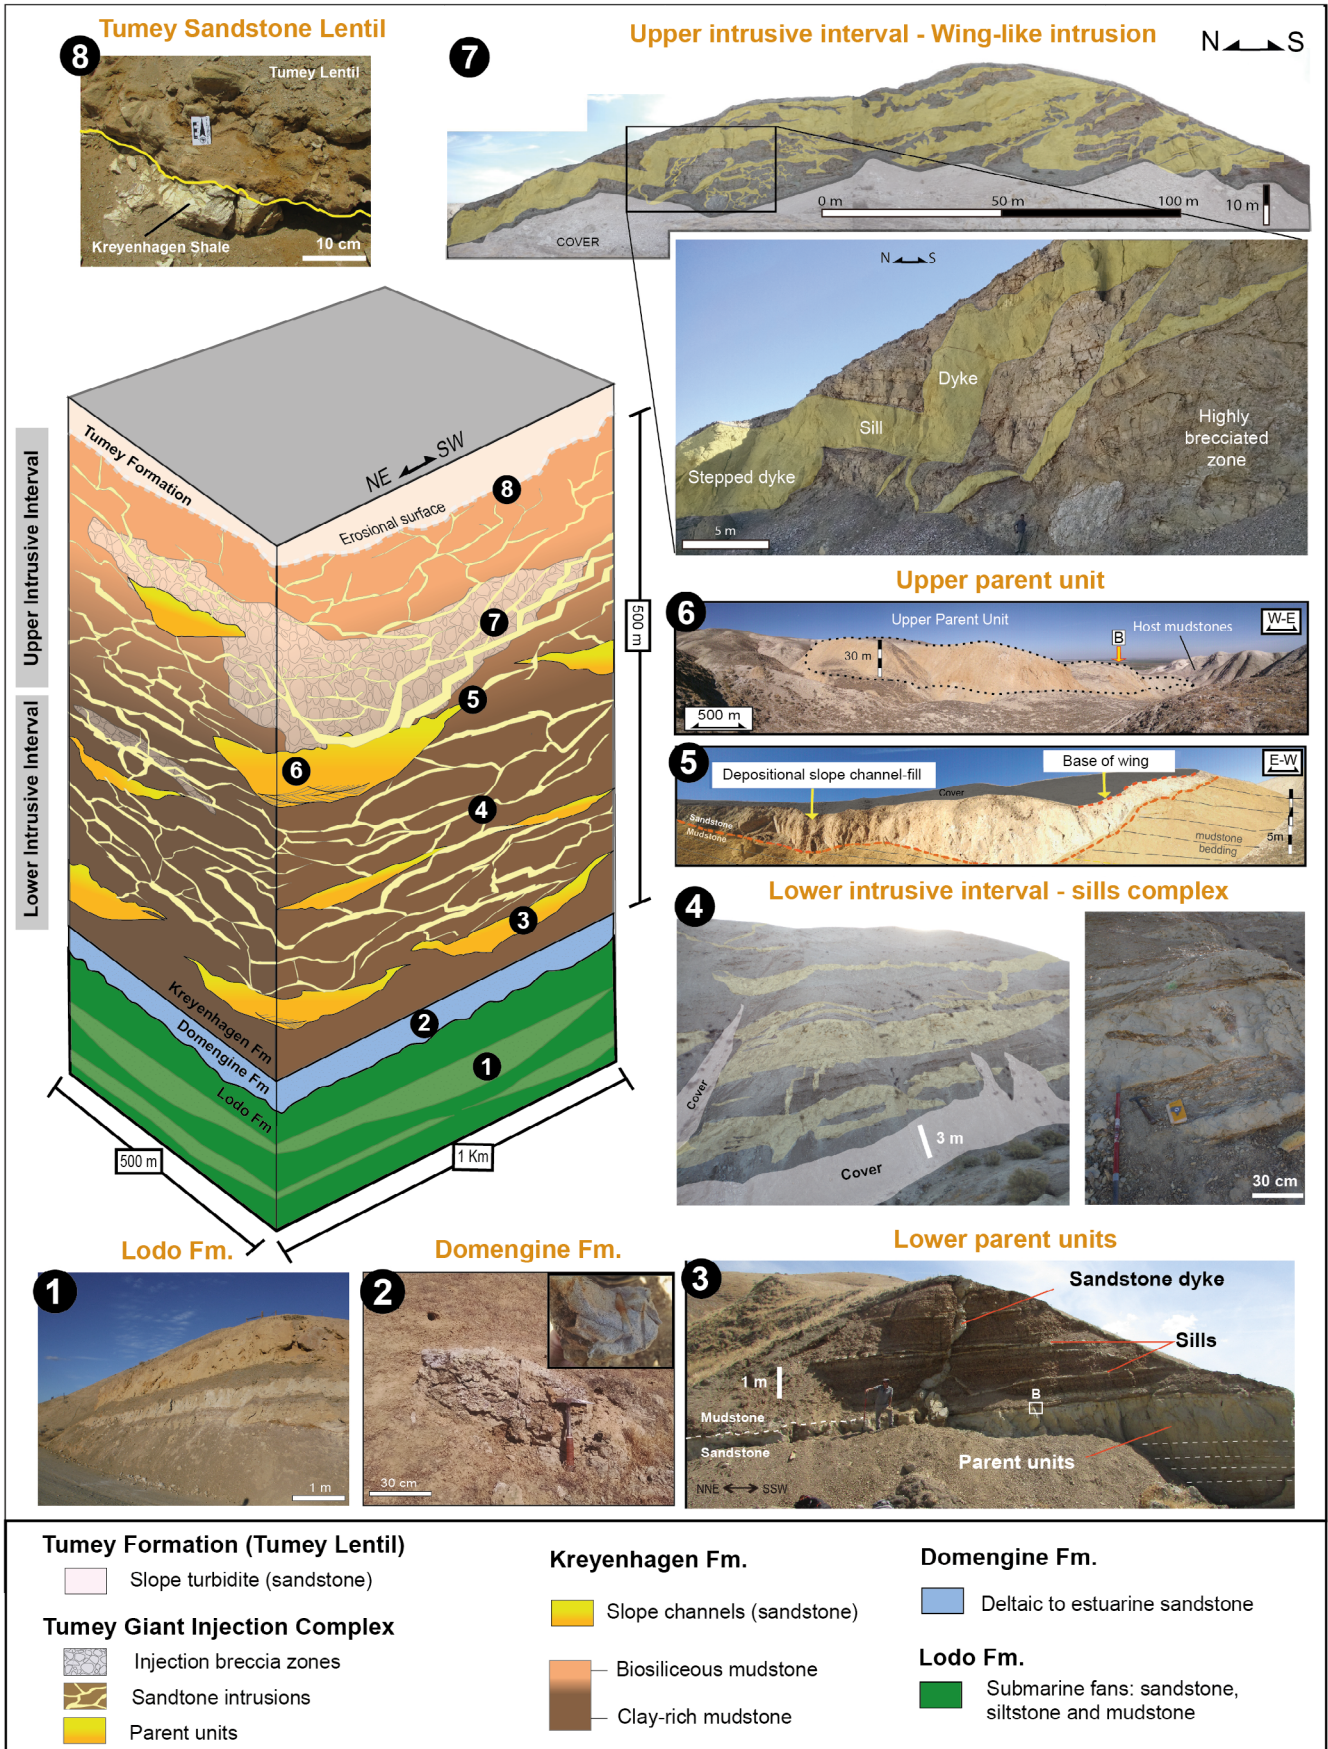 Tumey Sandstone Lentil
8
Tumey Lentil
Kreyenhagen Shale
10 cm
7
Upper intrusive interval - Wing-like intrusion
N S
0 m
50 m
100 m
10 m
COVER
N S
Dyke
Sill
Stepped dyke
Highly
brecciated
zone
5 m
Upper Intrusive Interval
Lower Intrusive Interval
Tumey Formation
NE SW
Erosional surface
8
7
5
6
4
3
2
1
Kreyenhagen Fm
Domengine Fm
Lodo Fm
500 m
500 m
1 Km
Upper parent unit
6
Upper Parent Unit
W-E
B
Host mudstones
30 m
500 m
5
Depositional slope channel-fill
Base of wing
E-W
Cover
Sandstone
Mudstone
mudstone
bedding
5m
Lower intrusive interval - sills complex
4
Cover
3 m
Cover
30 cm
Lodo Fm.
1
1 m
Domengine Fm.
2
30 cm
Lower parent units
3
Sandstone dyke
Sills
1 m
B
Mudstone
Sandstone
Parent units
NNE SSW
Tumey Formation (Tumey Lentil)
Slope turbidite (sandstone)
Tumey Giant Injection Complex
Injection breccia zones
Sandtone intrusions
Parent units
Kreyenhagen Fm.
Slope channels (sandstone)
Biosiliceous mudstone
Clay-rich mudstone
Domengine Fm.
Deltaic to estuarine sandstone
Lodo Fm.
Submarine fans: sandstone,
siltstone and mudstone